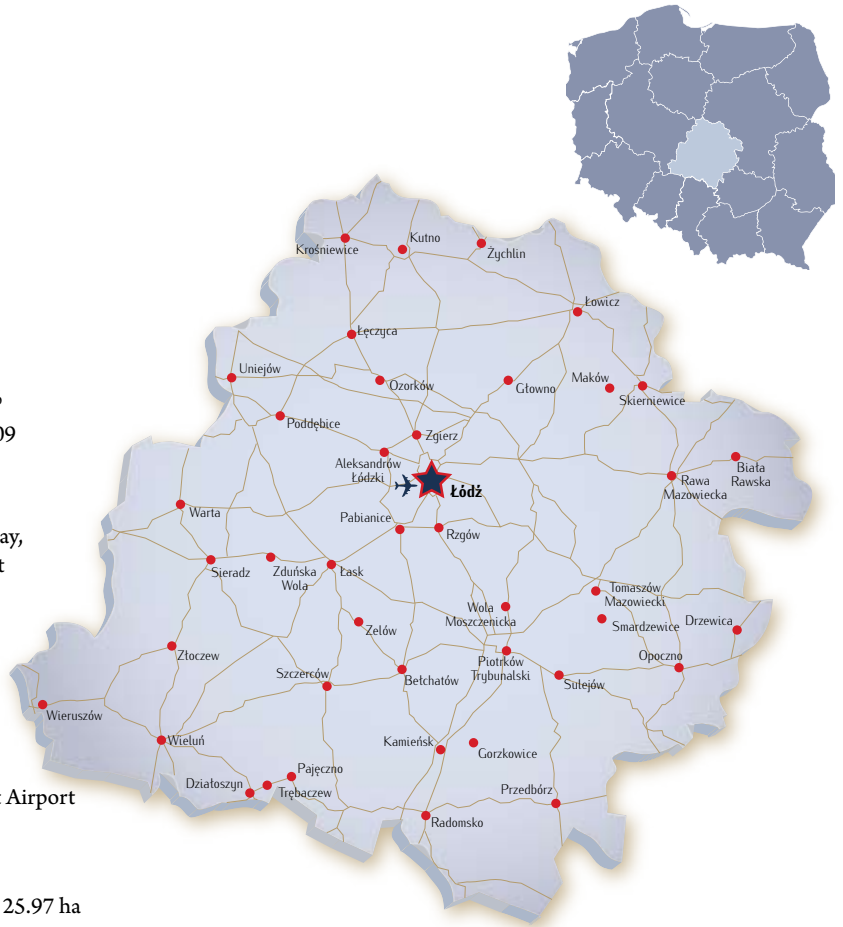 Krośniewice
Kutno
Żychlin
Łowicz
Łęczyca
Uniejów
Ozorków
Głowno
Maków
Skierniewice
Poddębice
09
Zgierz
Aleksandrów
Łódzki
Łódź
Rawa
Mazowiecka
Biała
Rawska
Warta
Pabianice
Rzgów
ay,
t
Sieradz
Zduńska
Wola
Łask
Tomaszów
Mazowiecki
Wola
Moszczenicka
Smardzewice
Drzewica
Zelów
Złoczew
Szczerców
Bełchatów
Piotrków
Trybunalski
Sulejów
Opoczno
Wieruszów
Wieluń
Kamieńsk
Gorzkowice
Pajęczno
Działoszyn
Trębaczew
Przedbórz
t Airport
Radomsko
25.97 ha